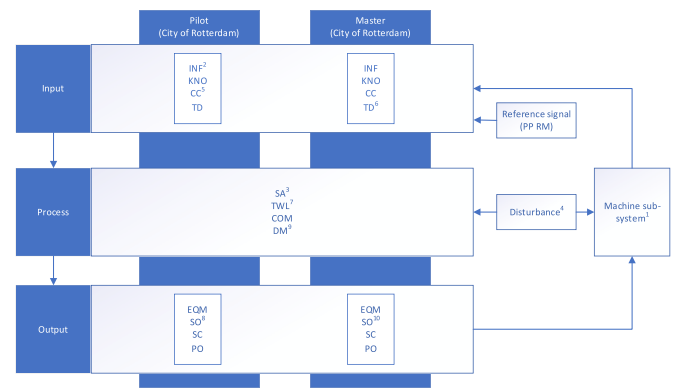 Pilot
(City of Rotterdam)
Master
(City of Rotterdam)
Input
INF²
KNO
CC⁵
TD
INF
KNO
CC
TD⁶
Reference signal
(PP RM)
Process
SA³
TWL⁷
COM
DM⁹
Disturbance⁴
Machine sub-
system¹
Output
EQM
SO⁸
SC
PO
EQM
SO¹⁰
SC
PO